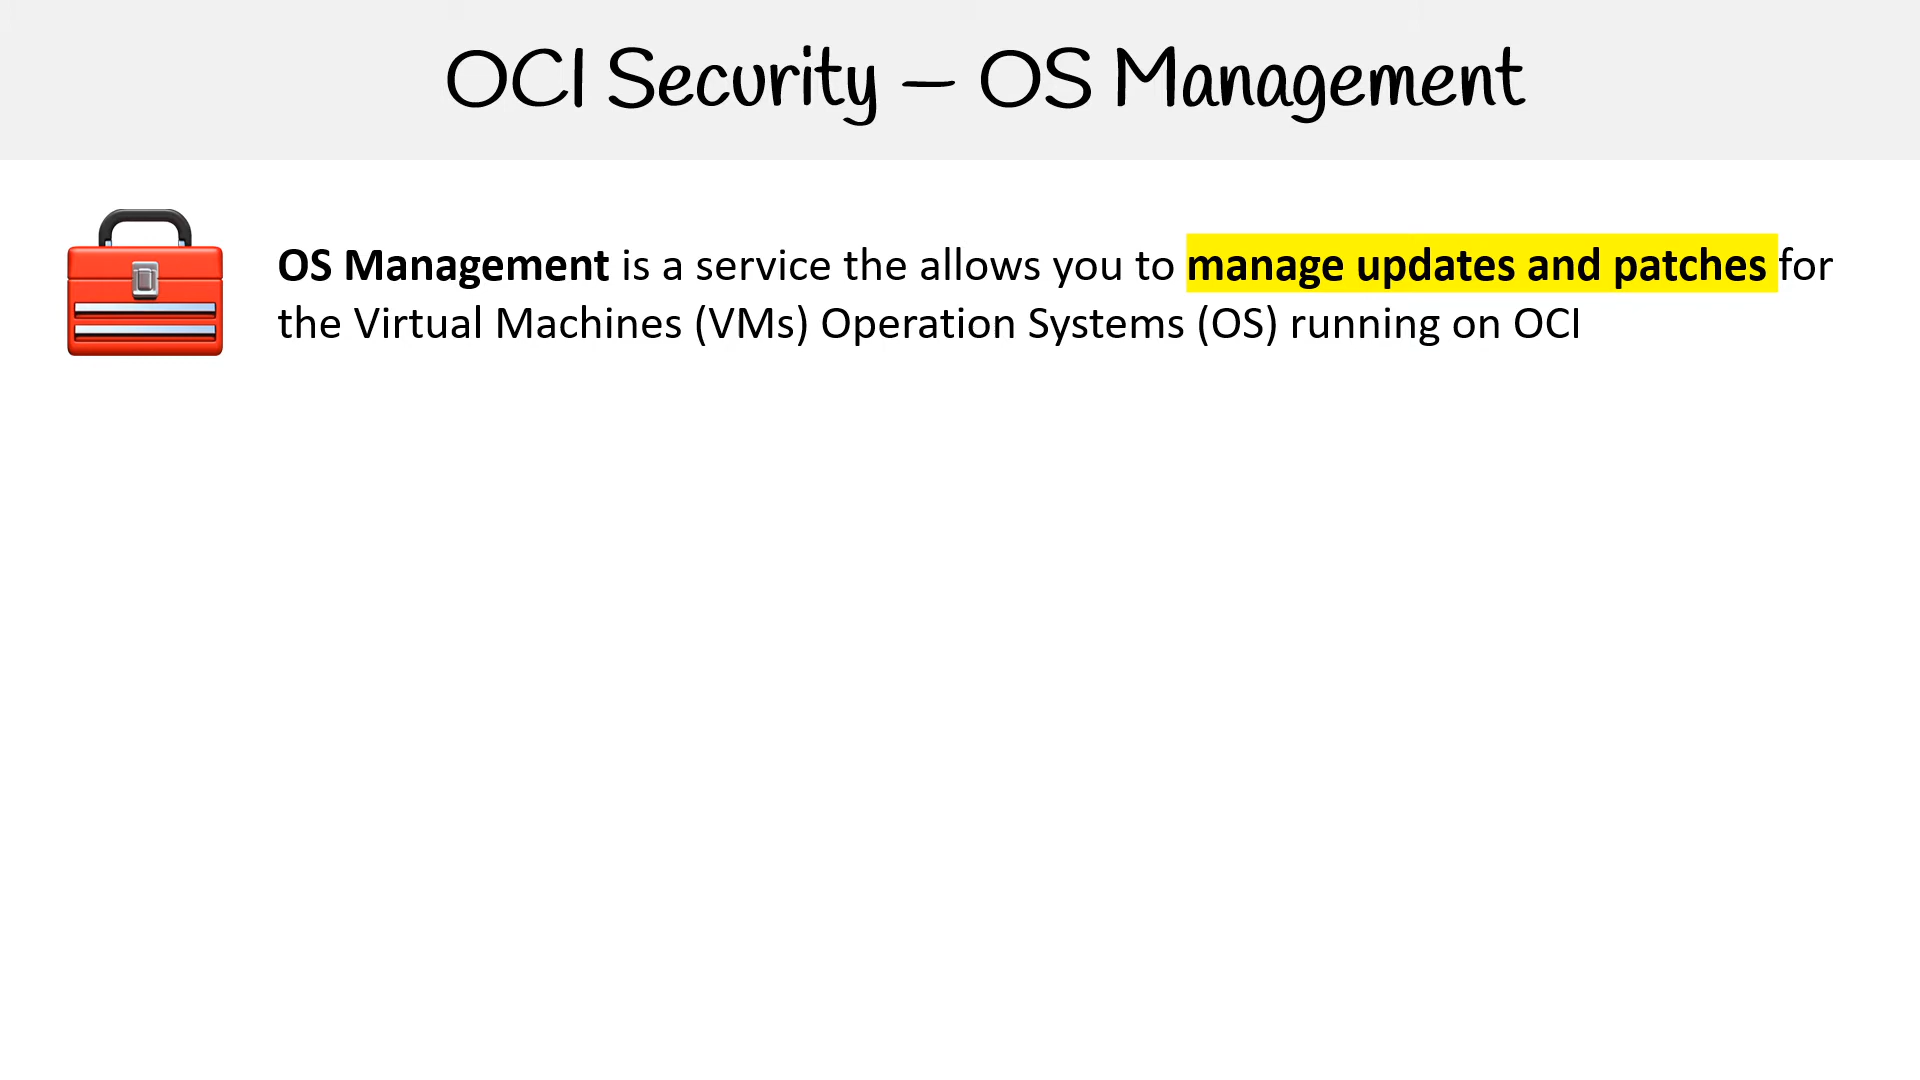 OCI Security – OS Management
OS Management is a service the allows you to manage updates and patches for
the Virtual Machines (VMs) Operation Systems (OS) running on OCI